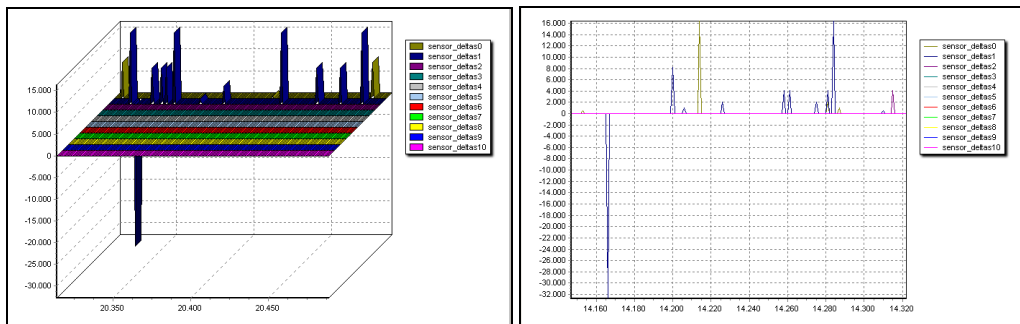 15.000
10.000
5.000
0
-5.000
-10.000
-15.000
-20.000
-25.000
-30.000
20.350 20.400 20.450
sensor_deltas0
sensor_deltas1
sensor_deltas2
sensor_deltas3
sensor_deltas4
sensor_deltas5
sensor_deltas6
sensor_deltas7
sensor_deltas8
sensor_deltas9
sensor_deltas10
16.000
14.000
12.000
10.000
8.000
6.000
4.000
2.000
0
-2.000
-4.000
-6.000
-8.000
-10.000
-12.000
-14.000
-16.000
-18.000
-20.000
-22.000
-24.000
-26.000
-28.000
-30.000
-32.000
14.160 14.180 14.200 14.220 14.240 14.260 14.280 14.300 14.320
sensor_deltas0
sensor_deltas1
sensor_deltas2
sensor_deltas3
sensor_deltas4
sensor_deltas5
sensor_deltas6
sensor_deltas7
sensor_deltas8
sensor_deltas9
sensor_deltas10